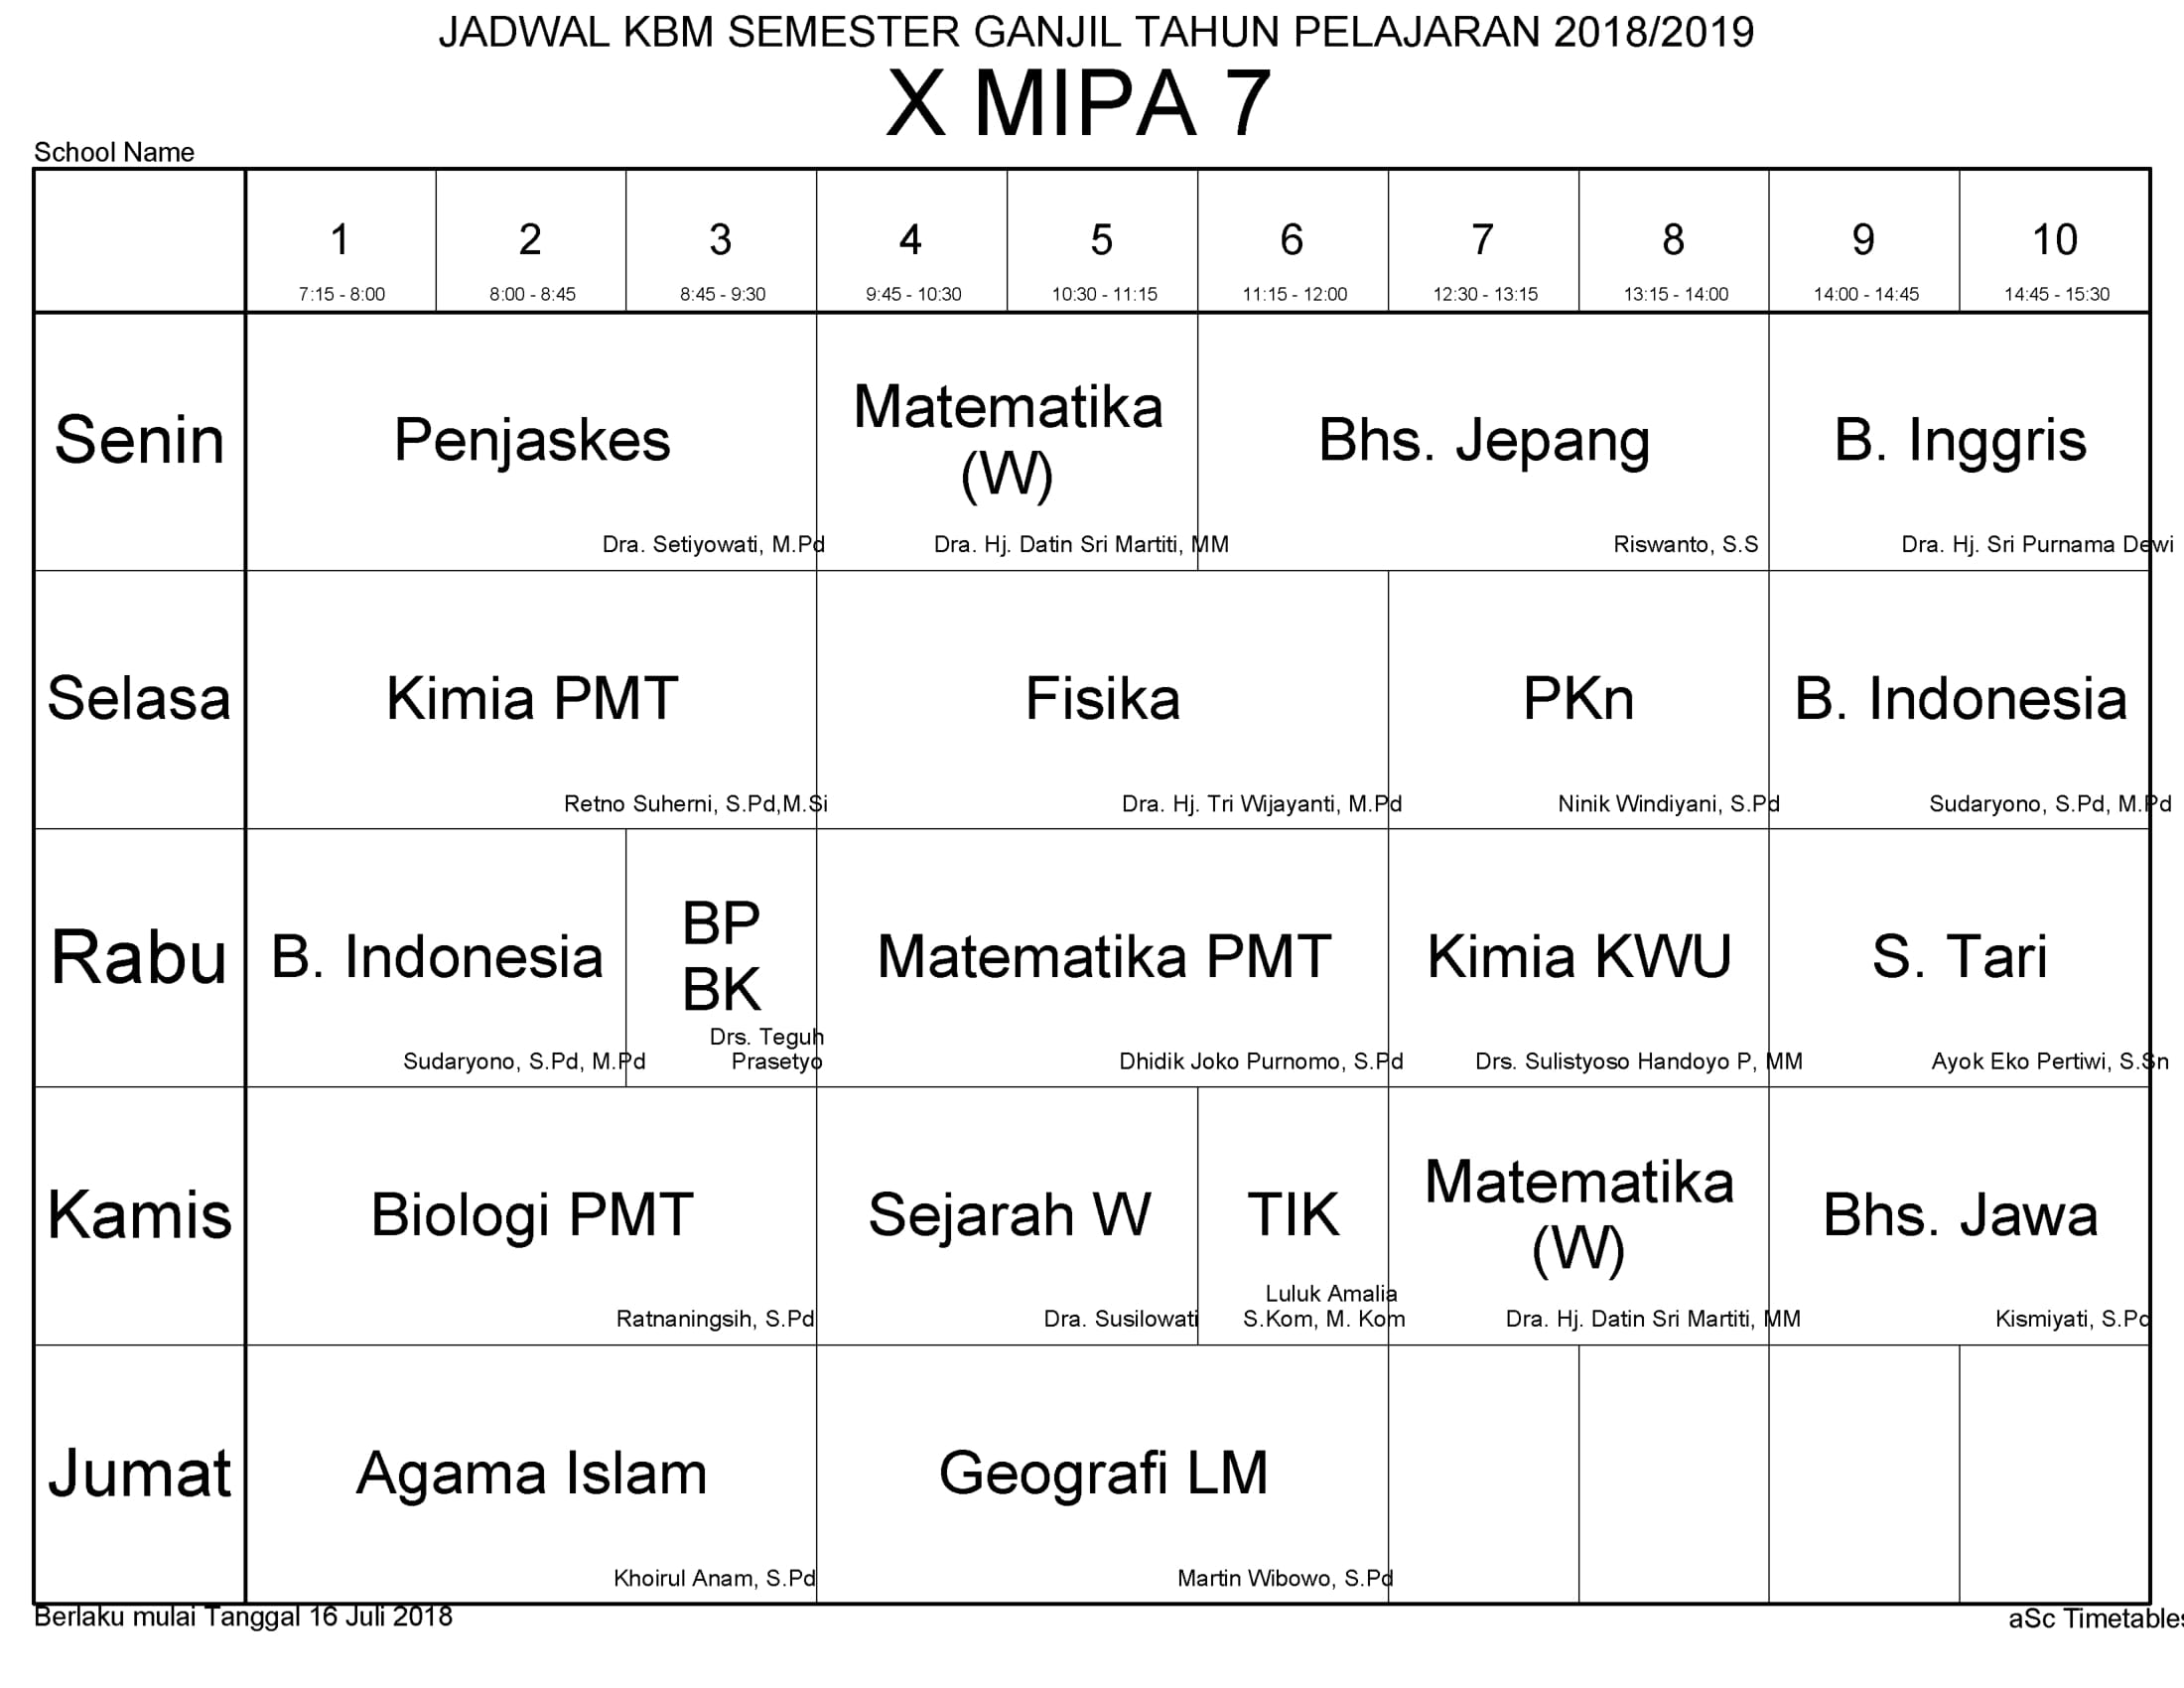 JADWAL KBM SEMESTER GANJIL TAHUN PELAJARAN 2018/2019
X MIPA 7
School Name
1 2 3 4 5 6 7 8 9 10
7:15 - 8:00 8:00 - 8:45 8:45 - 9:30 9:45 - 10:30 10:30 - 11:15 11:15 - 12:00 12:30 - 13:15 13:15 - 14:00 14:00 - 14:45 14:45 - 15:30
Senin
Penjaskes
Dra. Setiyowati, M.Pd
Matematika
(W)
Dra. Hj. Datin Sri Martiti, MM
Bhs. Jepang
Riswanto, S.S
B. Inggris
Dra. Hj. Sri Purnama Dewi
Selasa
Kimia PMT
Retno Suherni, S.Pd,M.Si
Fisika
Dra. Hj. Tri Wijayanti, M.Pd
PKn
Ninik Windiyani, S.Pd
B. Indonesia
Sudaryono, S.Pd, M.Pd
Rabu
B. Indonesia
Sudaryono, S.Pd, M.Pd
BP
BK
Drs. Teguh
Prasetyo
Matematika PMT
Dhidik Joko Purnomo, S.Pd
Kimia KWU
Drs. Sulistyoso Handoyo P, MM
S. Tari
Ayok Eko Pertiwi, S.Sn
Kamis
Biologi PMT
Ratnaningsih, S.Pd
Sejarah W
Dra. Susilowati
TIK
Luluk Amalia
S.Kom, M. Kom
Matematika
(W)
Dra. Hj. Datin Sri Martiti, MM
Bhs. Jawa
Kismiyati, S.Pd
Jumat
Agama Islam
Khoirul Anam, S.Pd
Geografi LM
Martin Wibowo, S.Pd
Berlaku mulai Tanggal 16 Juli 2018
aSc Timetables